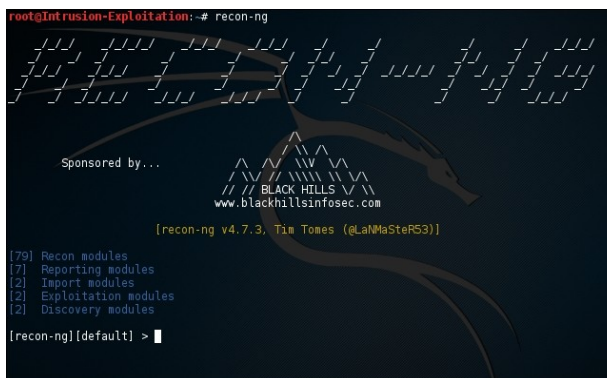 root@Intrusion-Exploitation:~# recon-ng
RECON-NG
Sponsored by...
BLACK HILLS
www.blackhillsinfosec.com
[recon-ng v4.7.3, Tim Tomes (@LaNMaSteR53)]
[79] Recon modules
[7] Reporting modules
[2] Import modules
[2] Exploitation modules
[2] Discovery modules
[recon-ng][default] >